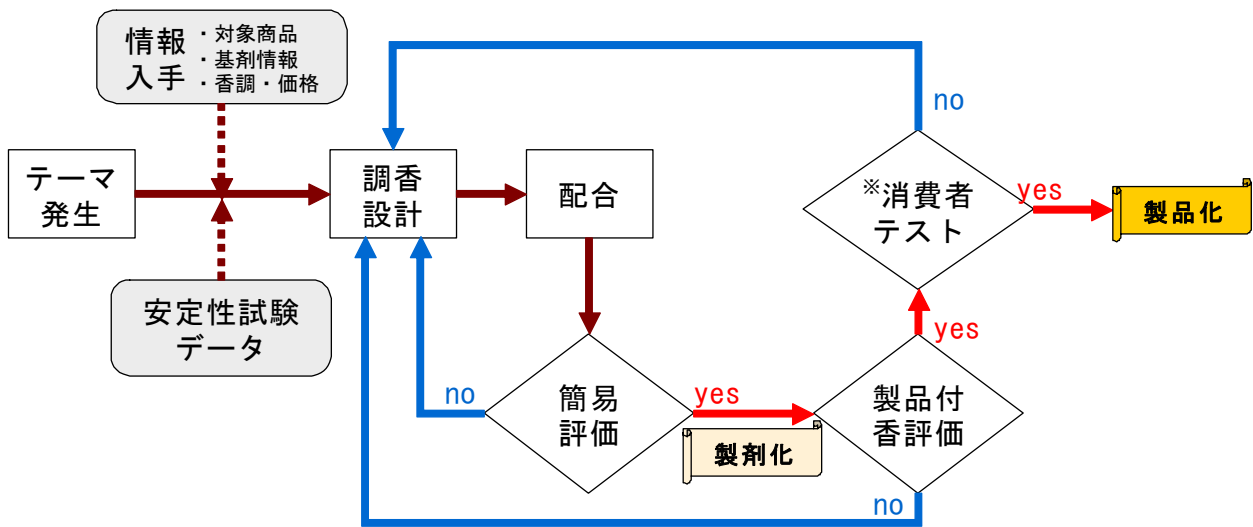 情報
入手
・対象商品
・基剤情報
・香調・価格
テーマ
発生
調香
設計
配合
安定性試験
データ
簡易
評価
no
yes
製剤化
製品付
香評価
no
yes
※消費者
テスト
no
yes
製品化